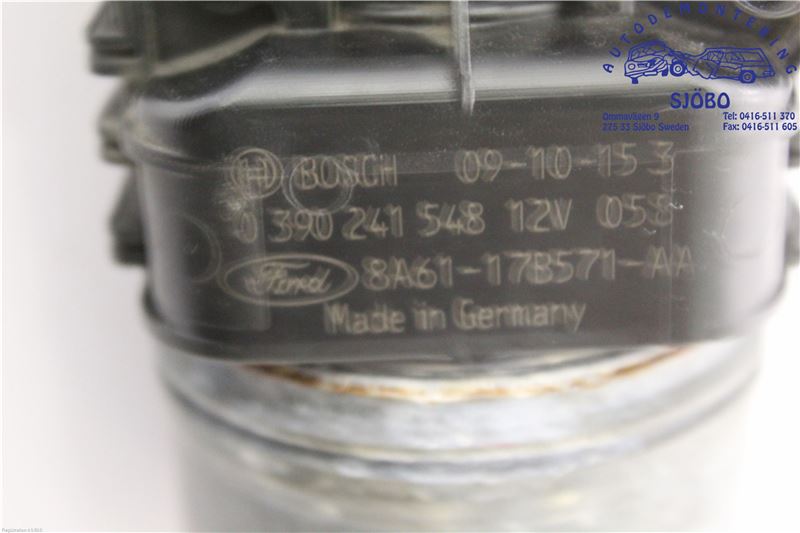 AUTODEMONTERING
SJÖBO
Ommavägen 9
275 33 Sjöbo Sweden
Tel: 0416-511 370
Fax: 0416-511 605
BOSCH 09-10-15 3
0 390 241 548 12V 058
Ford 8A61-17B571-AA
Made in Germany